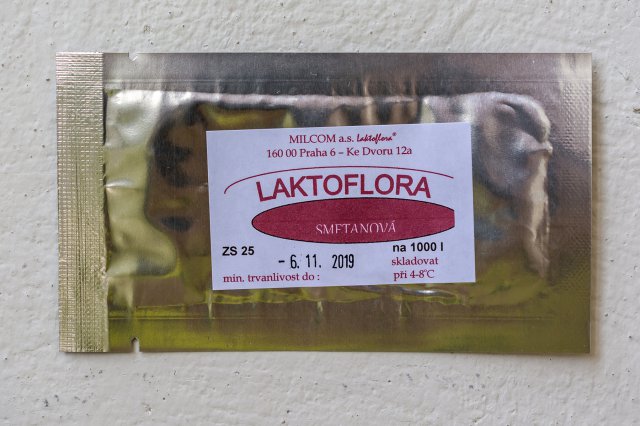 MILCOM a.s. Laktoflora®
160 00 Praha 6 – Ke Dvoru 12a
LAKTOFLORA
SMETANOVÁ
ZS 25
na 1000 l
- 6. 11. 2019
skladovat
min. trvanlivost do :
při 4-8°C